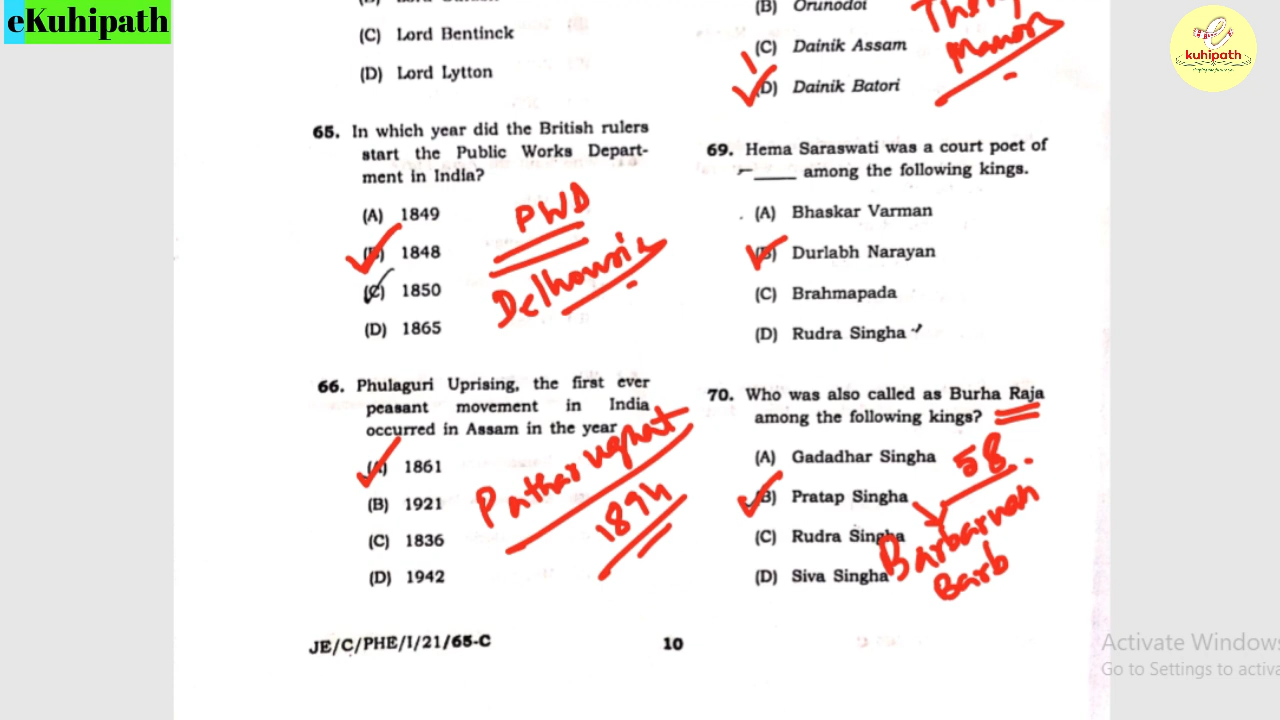 eKuhipath
(C) Lord Bentinck
(D) Lord Lytton
65. In which year did the British rulers
start the Public Works Depart-
ment in India?
(A) 1849
(B) 1848
(C) 1850
(D) 1865
PWD
Delhousie
66. Phulaguri Uprising, the first ever
peasant movement in India
occurred in Assam in the year
(A) 1861
(B) 1921
(C) 1836
(D) 1942
Patharughat
1894
JE/C/PHE/I/21/65-C
10
(B) Orunodoi
(C) Dainik Assam
(D) Dainik Batori
69. Hema Saraswati was a court poet of
____ among the following kings.
(A) Bhaskar Varman
(B) Durlabh Narayan
(C) Brahmapada
(D) Rudra Singha
70. Who was also called as Burha Raja
among the following kings?
(A) Gadadhar Singha
(B) Pratap Singha
(C) Rudra Singha
(D) Siva Singha
58
Barb
kuhipath
Activate Windows
Go to Settings to activa